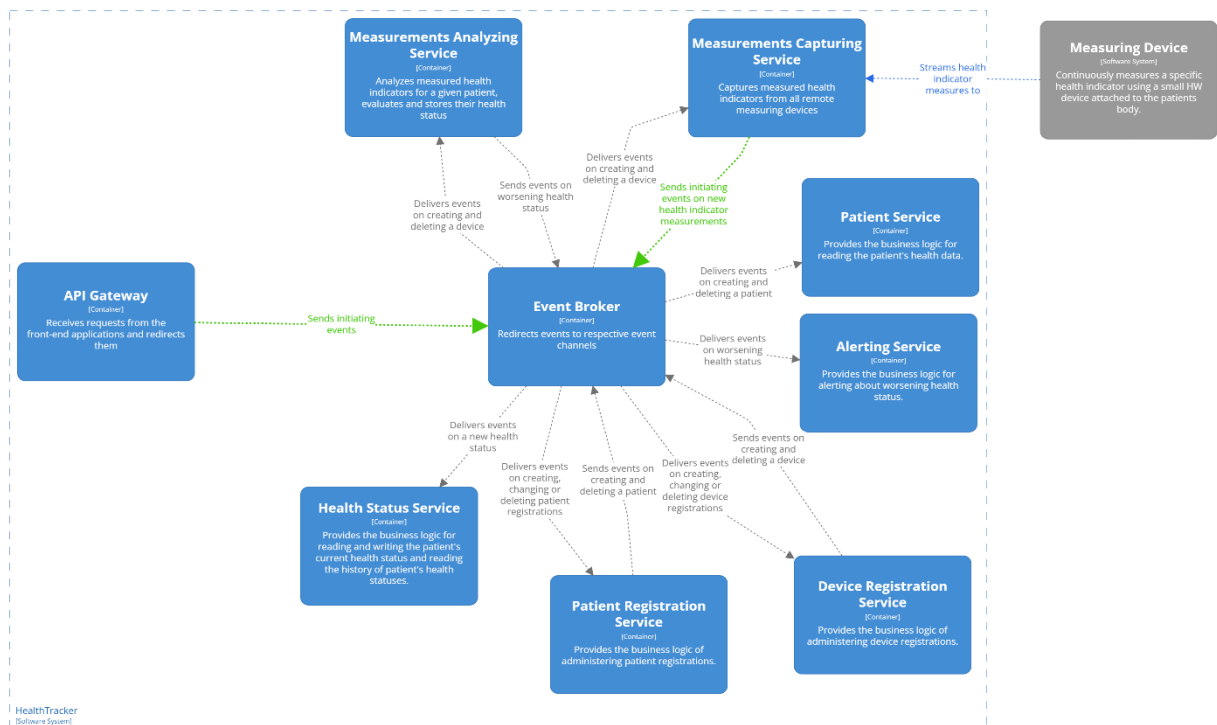 Measurements Analyzing
Service
[Container]
Analyzes measured health
indicators for a given patient,
evaluates and stores their health
status
Measurements Capturing
Service
[Container]
Captures measured health
indicators from all remote
measuring devices
Streams health
indicator
measures to
Measuring Device
[Software System]
Continuously measures a specific
health indicator using a small HW
device attached to the patients
body.
Delivers events
on creating and
deleting a device
Sends events on
worsening health
status
Delivers events
on creating and
deleting a device
Sends initiating
events on new
health indicator
measurements
Patient Service
[Container]
Provides the business logic for
reading the patient's health data.
API Gateway
[Container]
Receives requests from the
front-end applications and redirects
them
Sends initiating
events
Event Broker
[Container]
Redirects events to respective event
channels
Delivers events
on creating and
deleting a patient
Delivers events
on worsening
health status
Alerting Service
[Container]
Provides the business logic for
alerting about worsening health
status.
Delivers events
on a new health
status
Delivers events
on creating,
changing or
deleting patient
registrations
Sends events on
creating and
deleting a patient
Delivers events
on creating,
changing or
deleting device
registrations
Sends events on
creating and
deleting a device
Health Status Service
[Container]
Provides the business logic for
reading and writing the patient's
current health status and reading
the history of patient's health
statuses.
Patient Registration
Service
[Container]
Provides the business logic of
administering patient registrations.
Device Registration
Service
[Container]
Provides the business logic of
administering device registrations.
HealthTracker
[Software System]